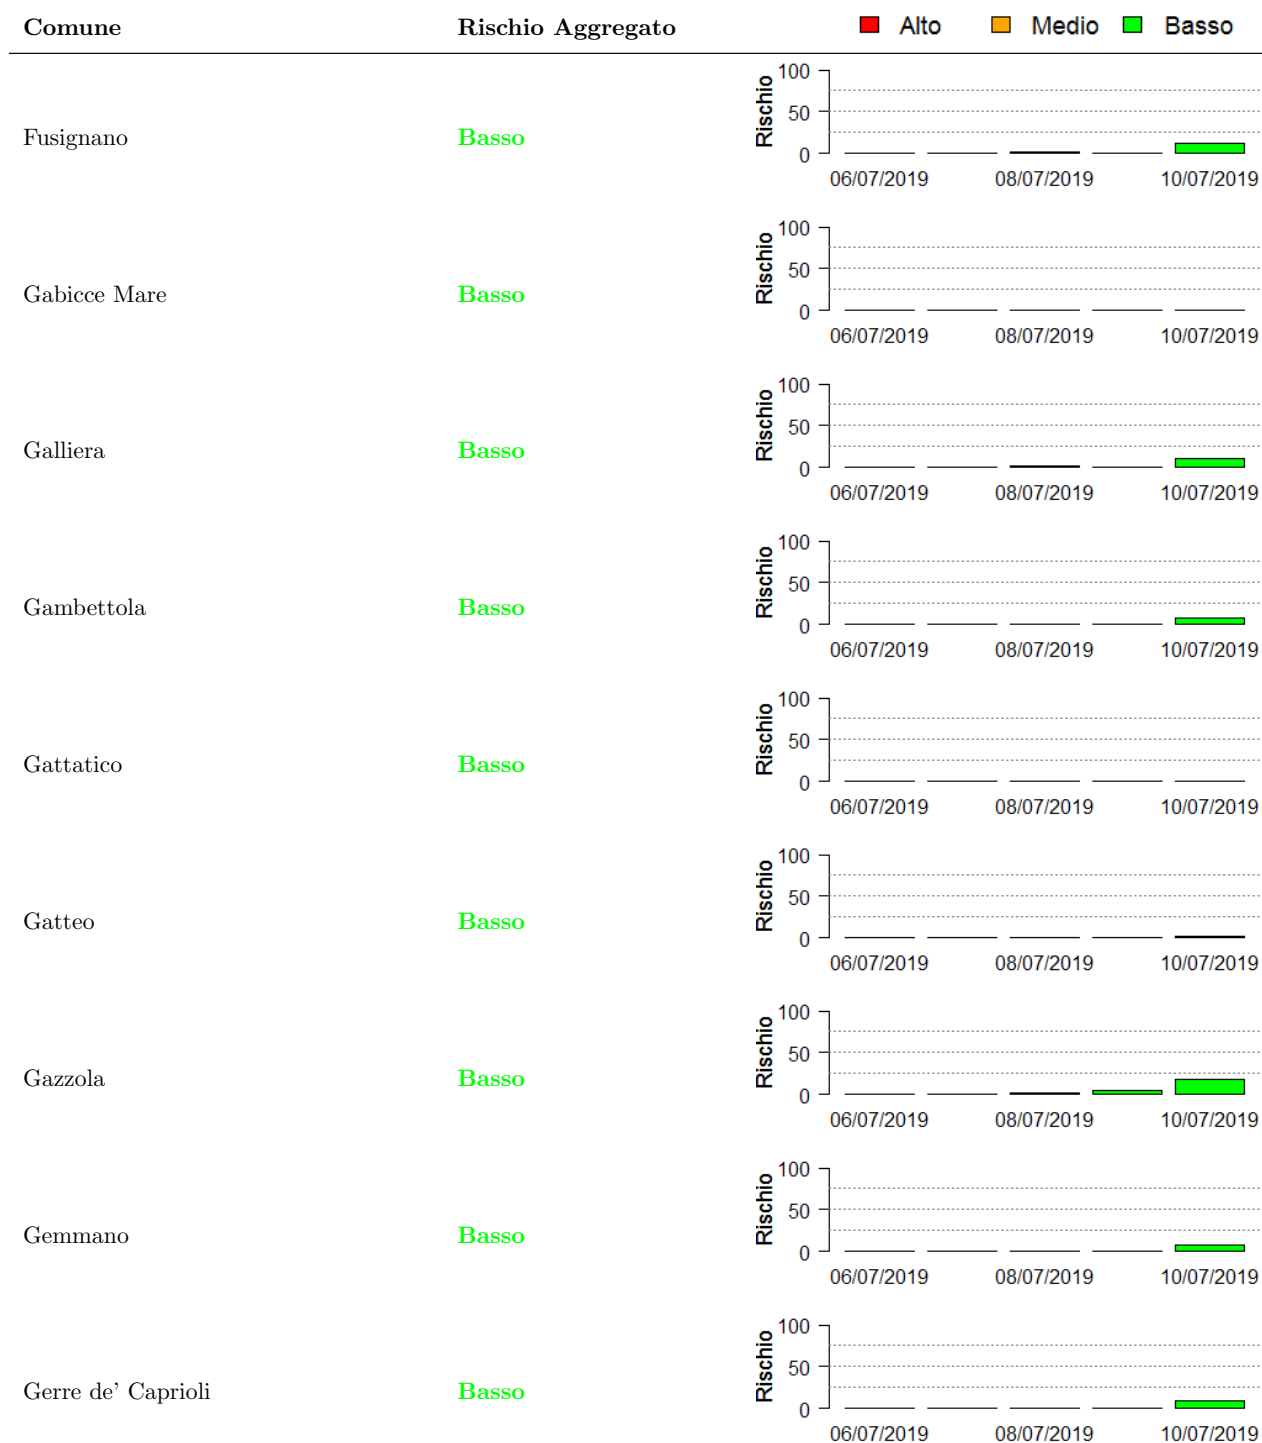 Comune Rischio Aggregato Alto Medio Basso
Fusignano Basso Rischio 100 50 0
06/07/2019 08/07/2019 10/07/2019
Gabicce Mare Basso Rischio 100 50 0
06/07/2019 08/07/2019 10/07/2019
Galliera Basso Rischio 100 50 0
06/07/2019 08/07/2019 10/07/2019
Gambettola Basso Rischio 100 50 0
06/07/2019 08/07/2019 10/07/2019
Gattatico Basso Rischio 100 50 0
06/07/2019 08/07/2019 10/07/2019
Gatteo Basso Rischio 100 50 0
06/07/2019 08/07/2019 10/07/2019
Gazzola Basso Rischio 100 50 0
06/07/2019 08/07/2019 10/07/2019
Gemmano Basso Rischio 100 50 0
06/07/2019 08/07/2019 10/07/2019
Gerre de' Caprioli Basso Rischio 100 50 0
06/07/2019 08/07/2019 10/07/2019